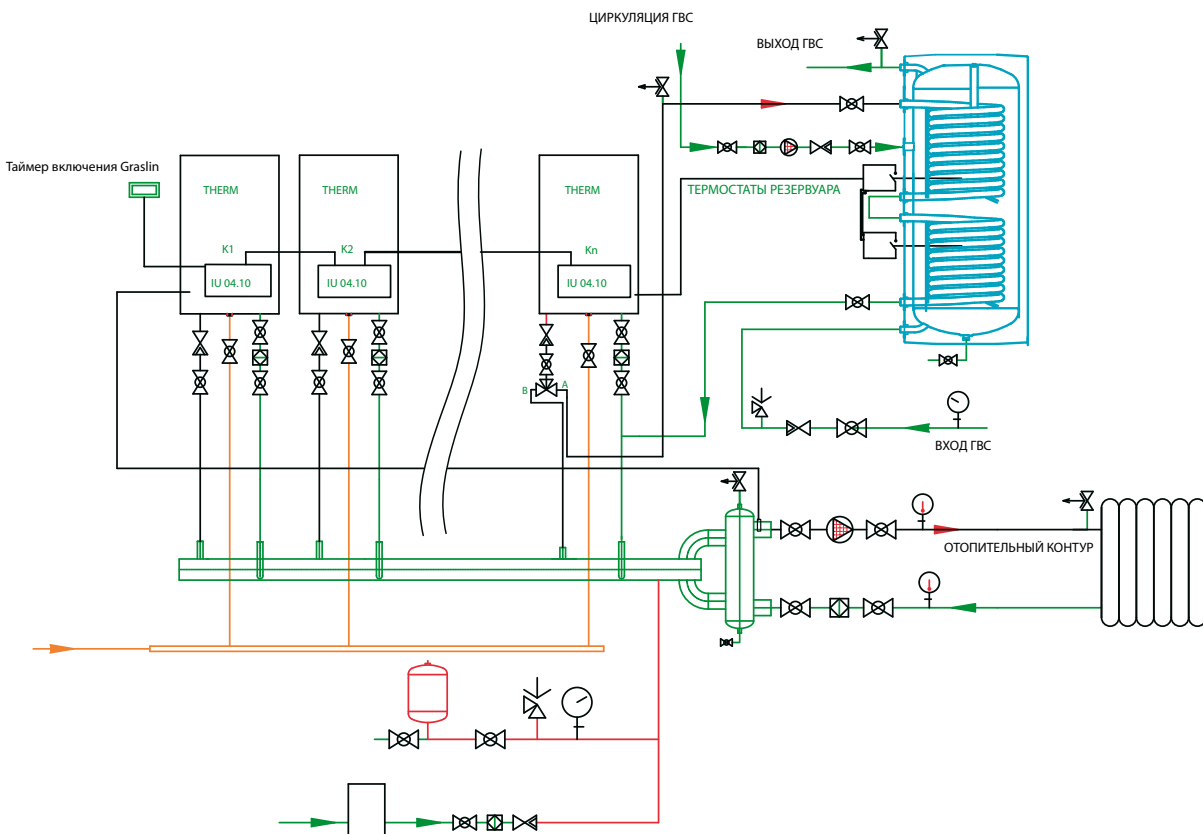 ЦИРКУЛЯЦИЯ ГВС
ВЫХОД ГВС
Таймер включения Graslin
THERM
THERM
THERM
ТЕРМОСТАТЫ РЕЗЕРВУАРА
K1
K2
Kn
IU 04.10
IU 04.10
IU 04.10
B
A
ВХОД ГВС
ОТОПИТЕЛЬНЫЙ КОНТУР